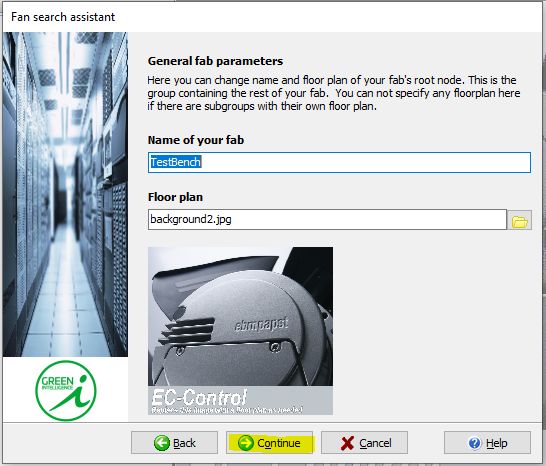 Fan search assistant
General fab parameters
Here you can change name and floor plan of your fab's root node. This is the
group containing the rest of your fab. You can not specify any floorplan here
if there are subgroups with their own floor plan.
Name of your fab
TestBench
Floor plan
background2.jpg
ebmpapst
EC-Control
GREEN
INTELLIGENCE
Back
Continue
Cancel
Help